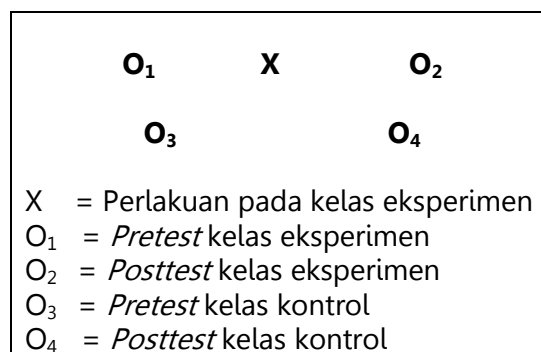 O₁ X O₂
O₃ O₄
X = Perlakuan pada kelas eksperimen
O₁ = Pretest kelas eksperimen
O₂ = Posttest kelas eksperimen
O₃ = Pretest kelas kontrol
O₄ = Posttest kelas kontrol